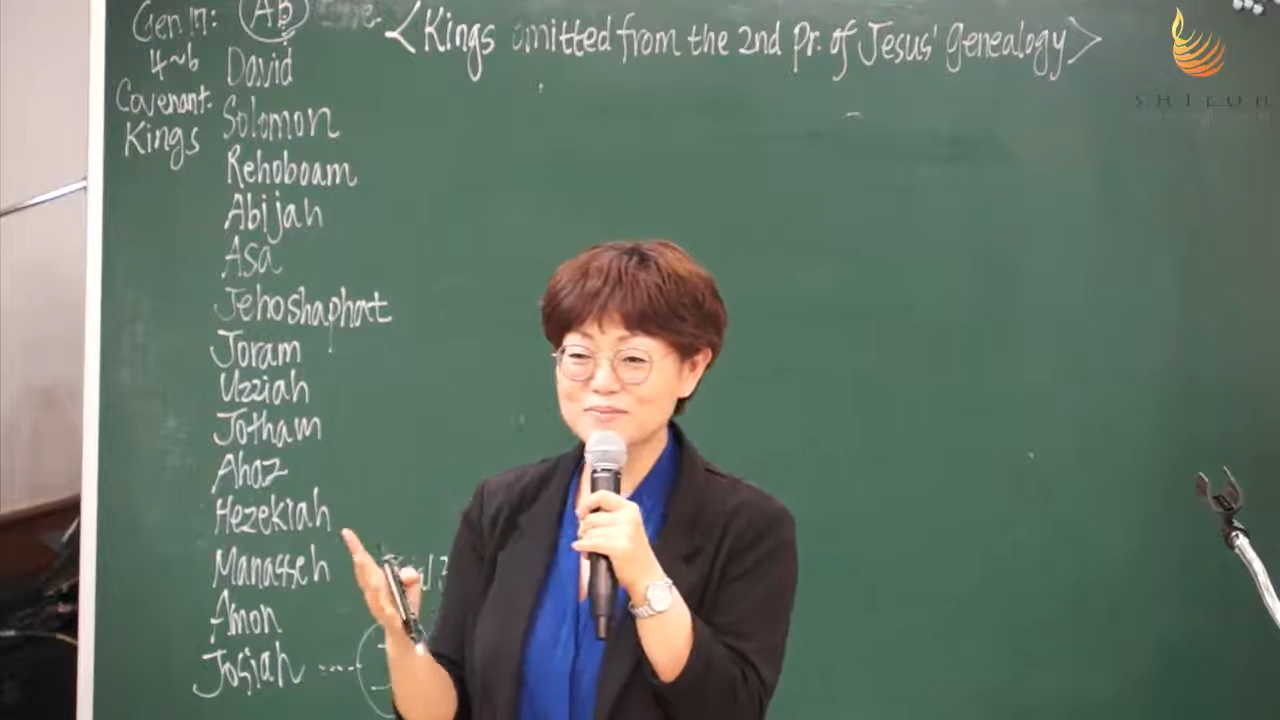 Gen 17:
4~6
Covenant
Kings
Ab
<Kings omitted from the 2nd Pr. of Jesus' Genealogy>
David
Solomon
Rehoboam
Abijah
Asa
Jehoshaphat
Joram
Uzziah
Jotham
Ahaz
Hezekiah
Manasseh
Amon
Josiah
SHILOH